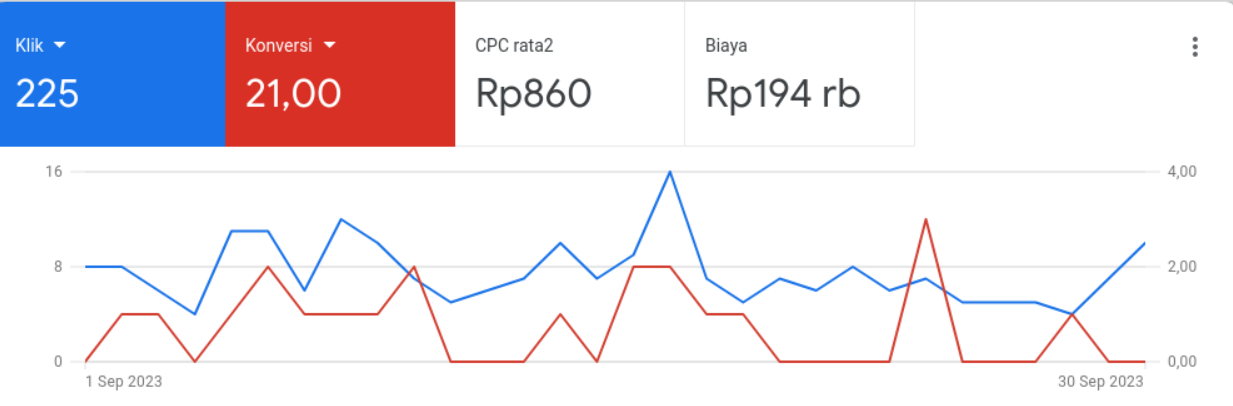 Klik
225
Konversi
21,00
CPC rata2
Rp860
Biaya
Rp194 rb
16
4,00
8
2,00
0
0,00
1 Sep 2023
30 Sep 2023